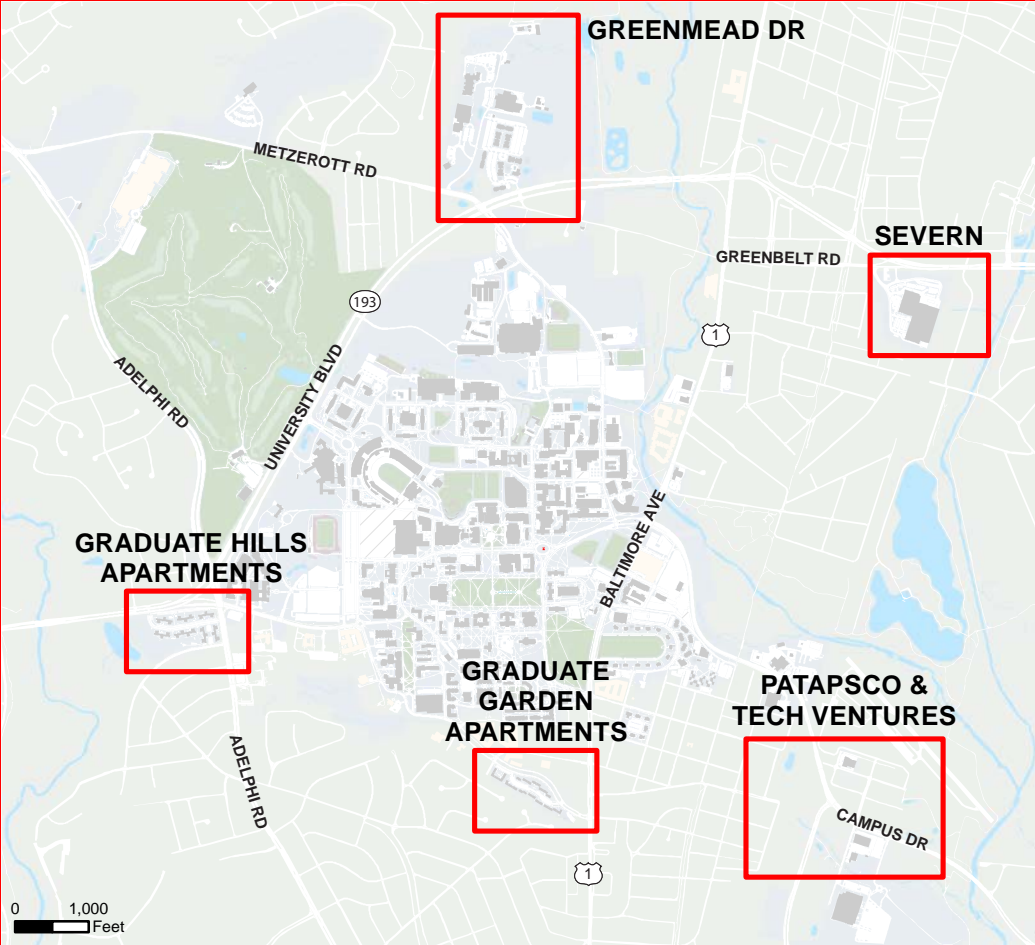 GREENMEAD DR
METZEROTT RD
SEVERN
GREENBELT RD
193
1
ADELPHI RD
UNIVERSITY BLVD
BALTIMORE AVE
GRADUATE HILLS
APARTMENTS
GRADUATE
GARDEN
APARTMENTS
PATAPSCO &
TECH VENTURES
ADELPHI RD
CAMPUS DR
1
0 1,000
Feet